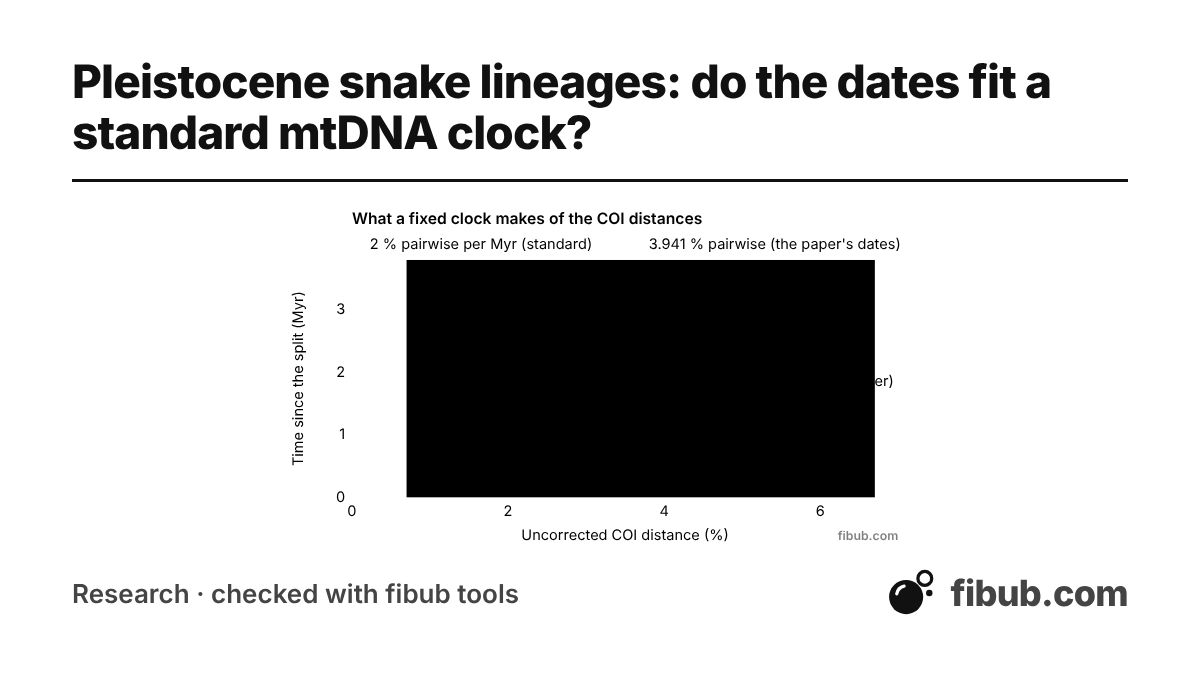 Pleistocene snake lineages: do the dates fit a
standard mtDNA clock?
What a fixed clock makes of the COI distances
2 % pairwise per Myr (standard)
3.941 % pairwise (the paper's dates)
Time since the split (Myr)
3
2
er)
1
0
0
2
4
6
Uncorrected COI distance (%)
fibub.com
Research · checked with fibub tools
fibub.com